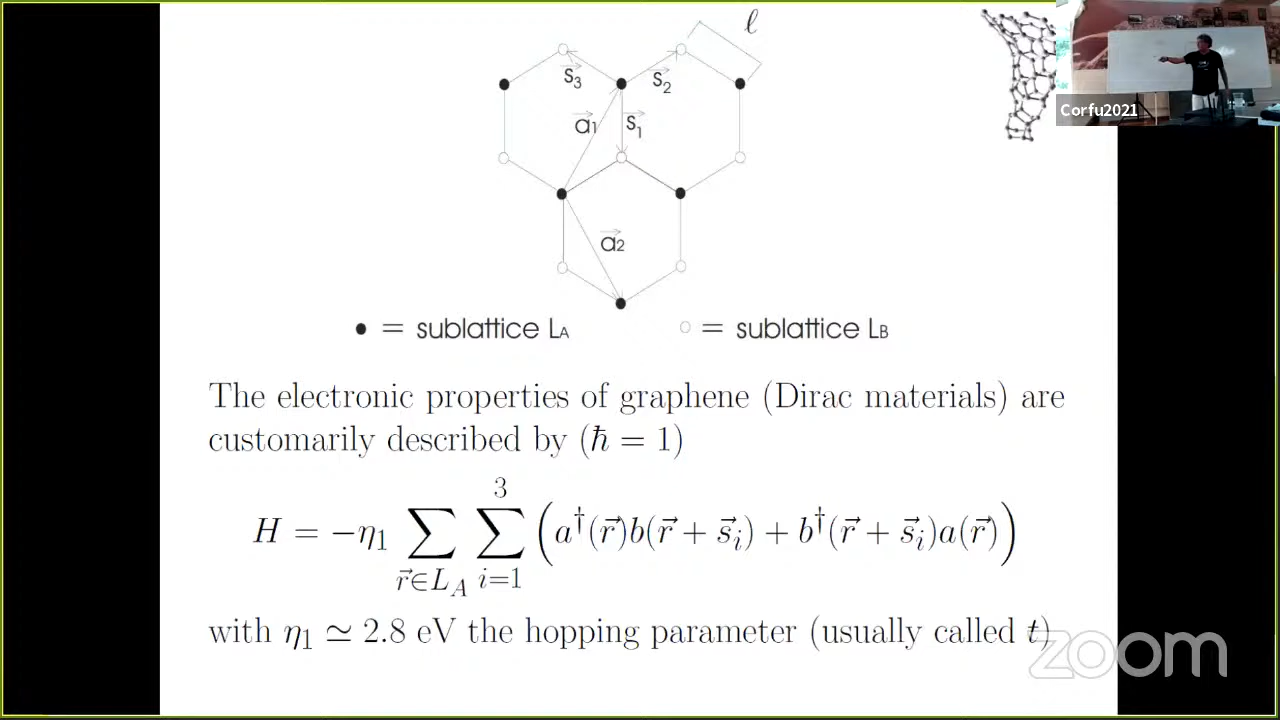 ℓ
s⃗3 s⃗2
a⃗1 s⃗1
Corfu2021
a⃗2
● = sublattice LA ○ = sublattice LB
The electronic properties of graphene (Dirac materials) are
customarily described by (ħ = 1)
H = −η₁ ∑_{r⃗∈L_A} ∑_{i=1}^{3} (a†(r⃗)b(r⃗ + s⃗ᵢ) + b†(r⃗ + s⃗ᵢ)a(r⃗))
with η₁ ≃ 2.8 eV the hopping parameter (usually called t)
zoom